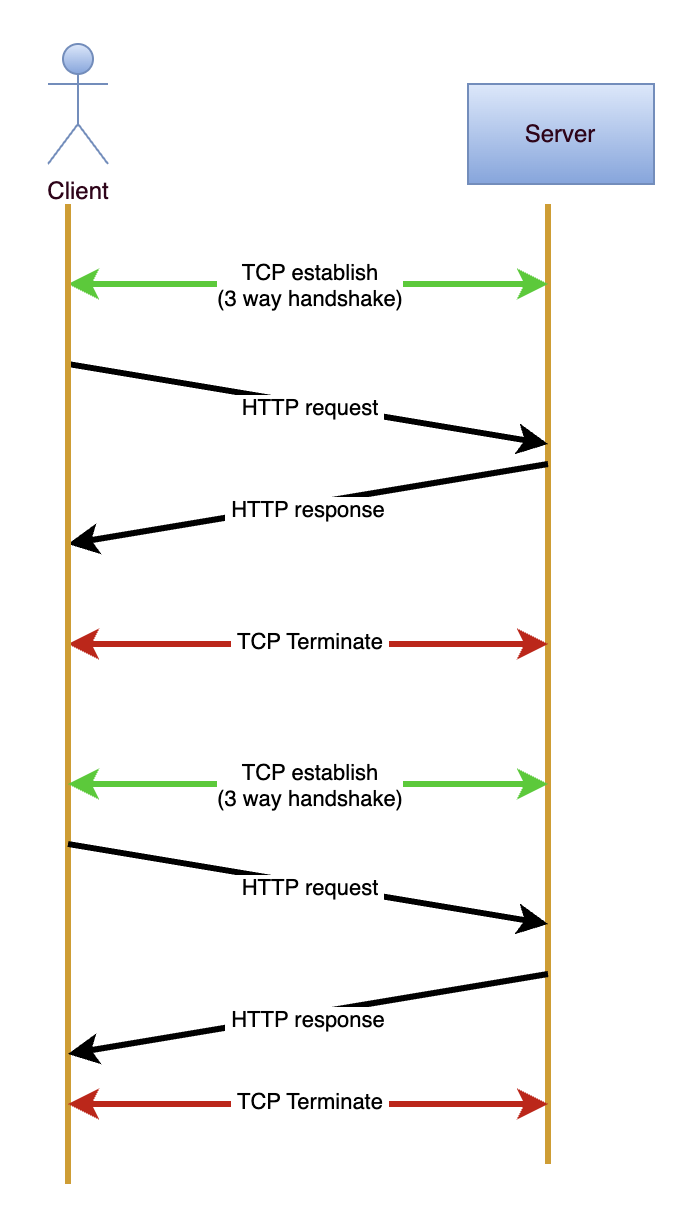 Client
Server
TCP establish
(3 way handshake)
HTTP request
HTTP response
TCP Terminate
TCP establish
(3 way handshake)
HTTP request
HTTP response
TCP Terminate